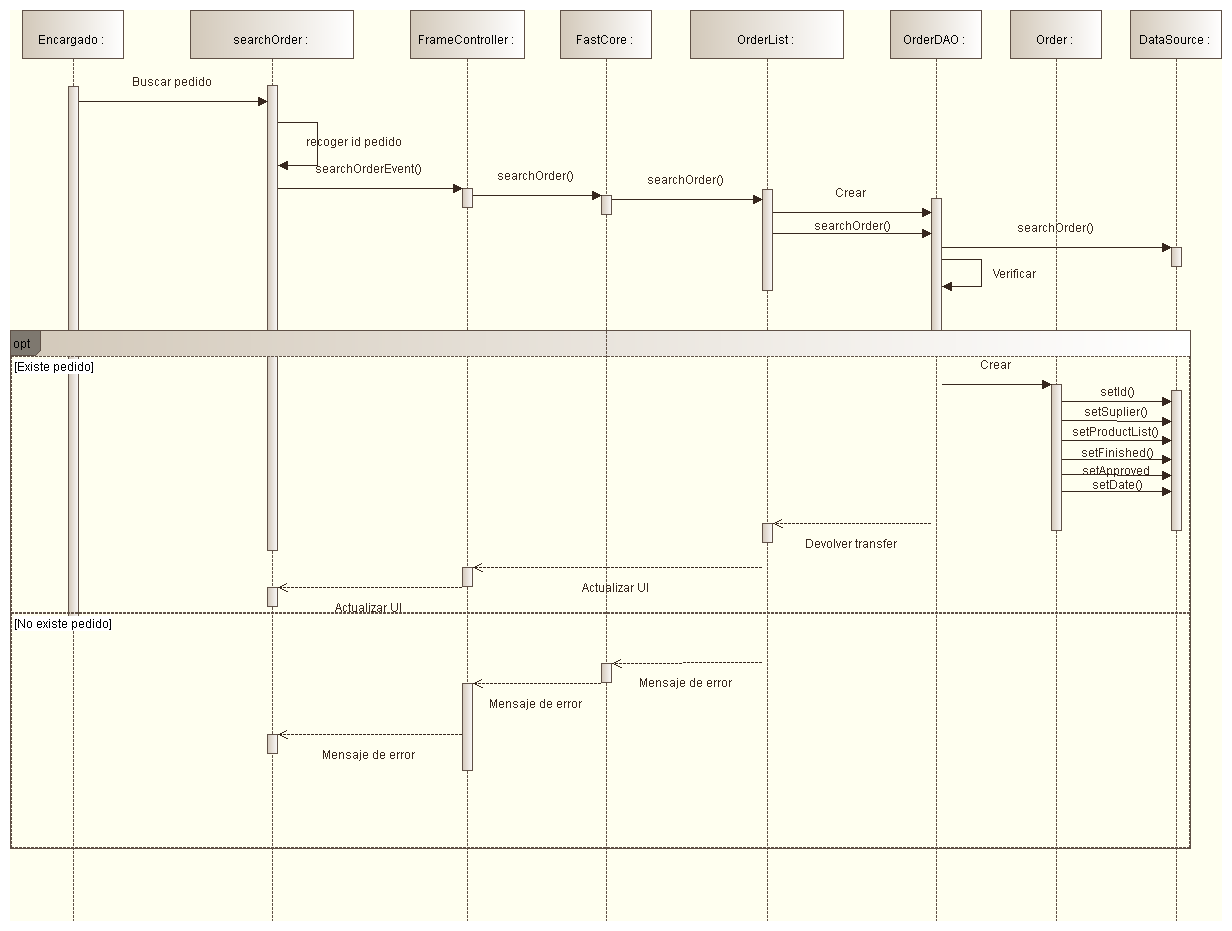 Encargado :
searchOrder :
FrameController :
FastCore :
OrderList :
OrderDAO :
Order :
DataSource :
Buscar pedido
recoger id pedido
searchOrderEvent()
searchOrder()
searchOrder()
Crear
searchOrder()
searchOrder()
Verificar
opt
[Existe pedido]
Crear
setId()
setSuplier()
setProductList()
setFinished()
setApproved
setDate()
Devolver transfer
Actualizar UI
Actualizar UI
[No existe pedido]
Mensaje de error
Mensaje de error
Mensaje de error